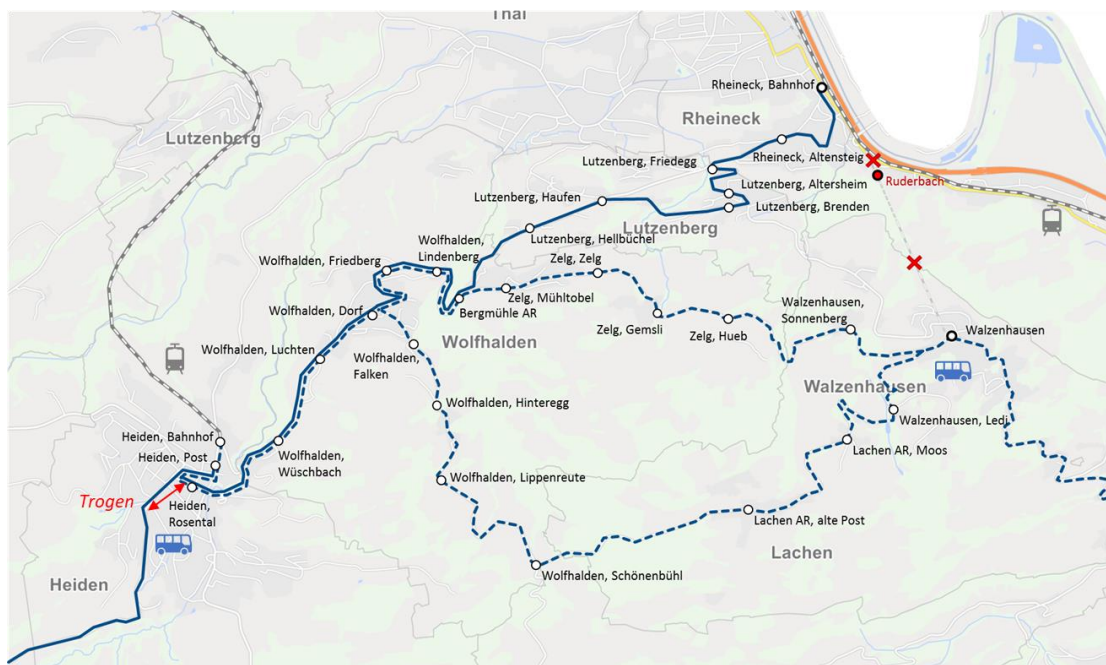 Thal
Rheineck, Bahnhof
Rheineck
Lutzenberg
Rheineck, Altensteig
Lutzenberg, Friedegg
Ruderbach
Lutzenberg, Altersheim
Lutzenberg, Haufen
Lutzenberg, Brenden
Lutzenberg
Lutzenberg, Hellbüchel
Wolfhalden,
Lindenberg
Wolfhalden, Friedberg
Zelg, Zelg
Zelg, Mühltobel
Bergmühle AR
Wolfhalden, Dorf
Walzenhausen,
Sonnenberg
Zelg, Gemsli
Zelg, Hueb
Walzenhausen
Wolfhalden
Wolfhalden, Luchten
Wolfhalden,
Falken
Walzenhausen
Wolfhalden, Hinteregg
Walzenhausen, Ledi
Heiden, Bahnhof
Lachen AR, Moos
Heiden, Post
Wolfhalden,
Wüschbach
Wolfhalden, Lippenreute
Trogen
Heiden,
Rosental
Lachen AR, alte Post
Lachen
Wolfhalden, Schönenbühl
Heiden